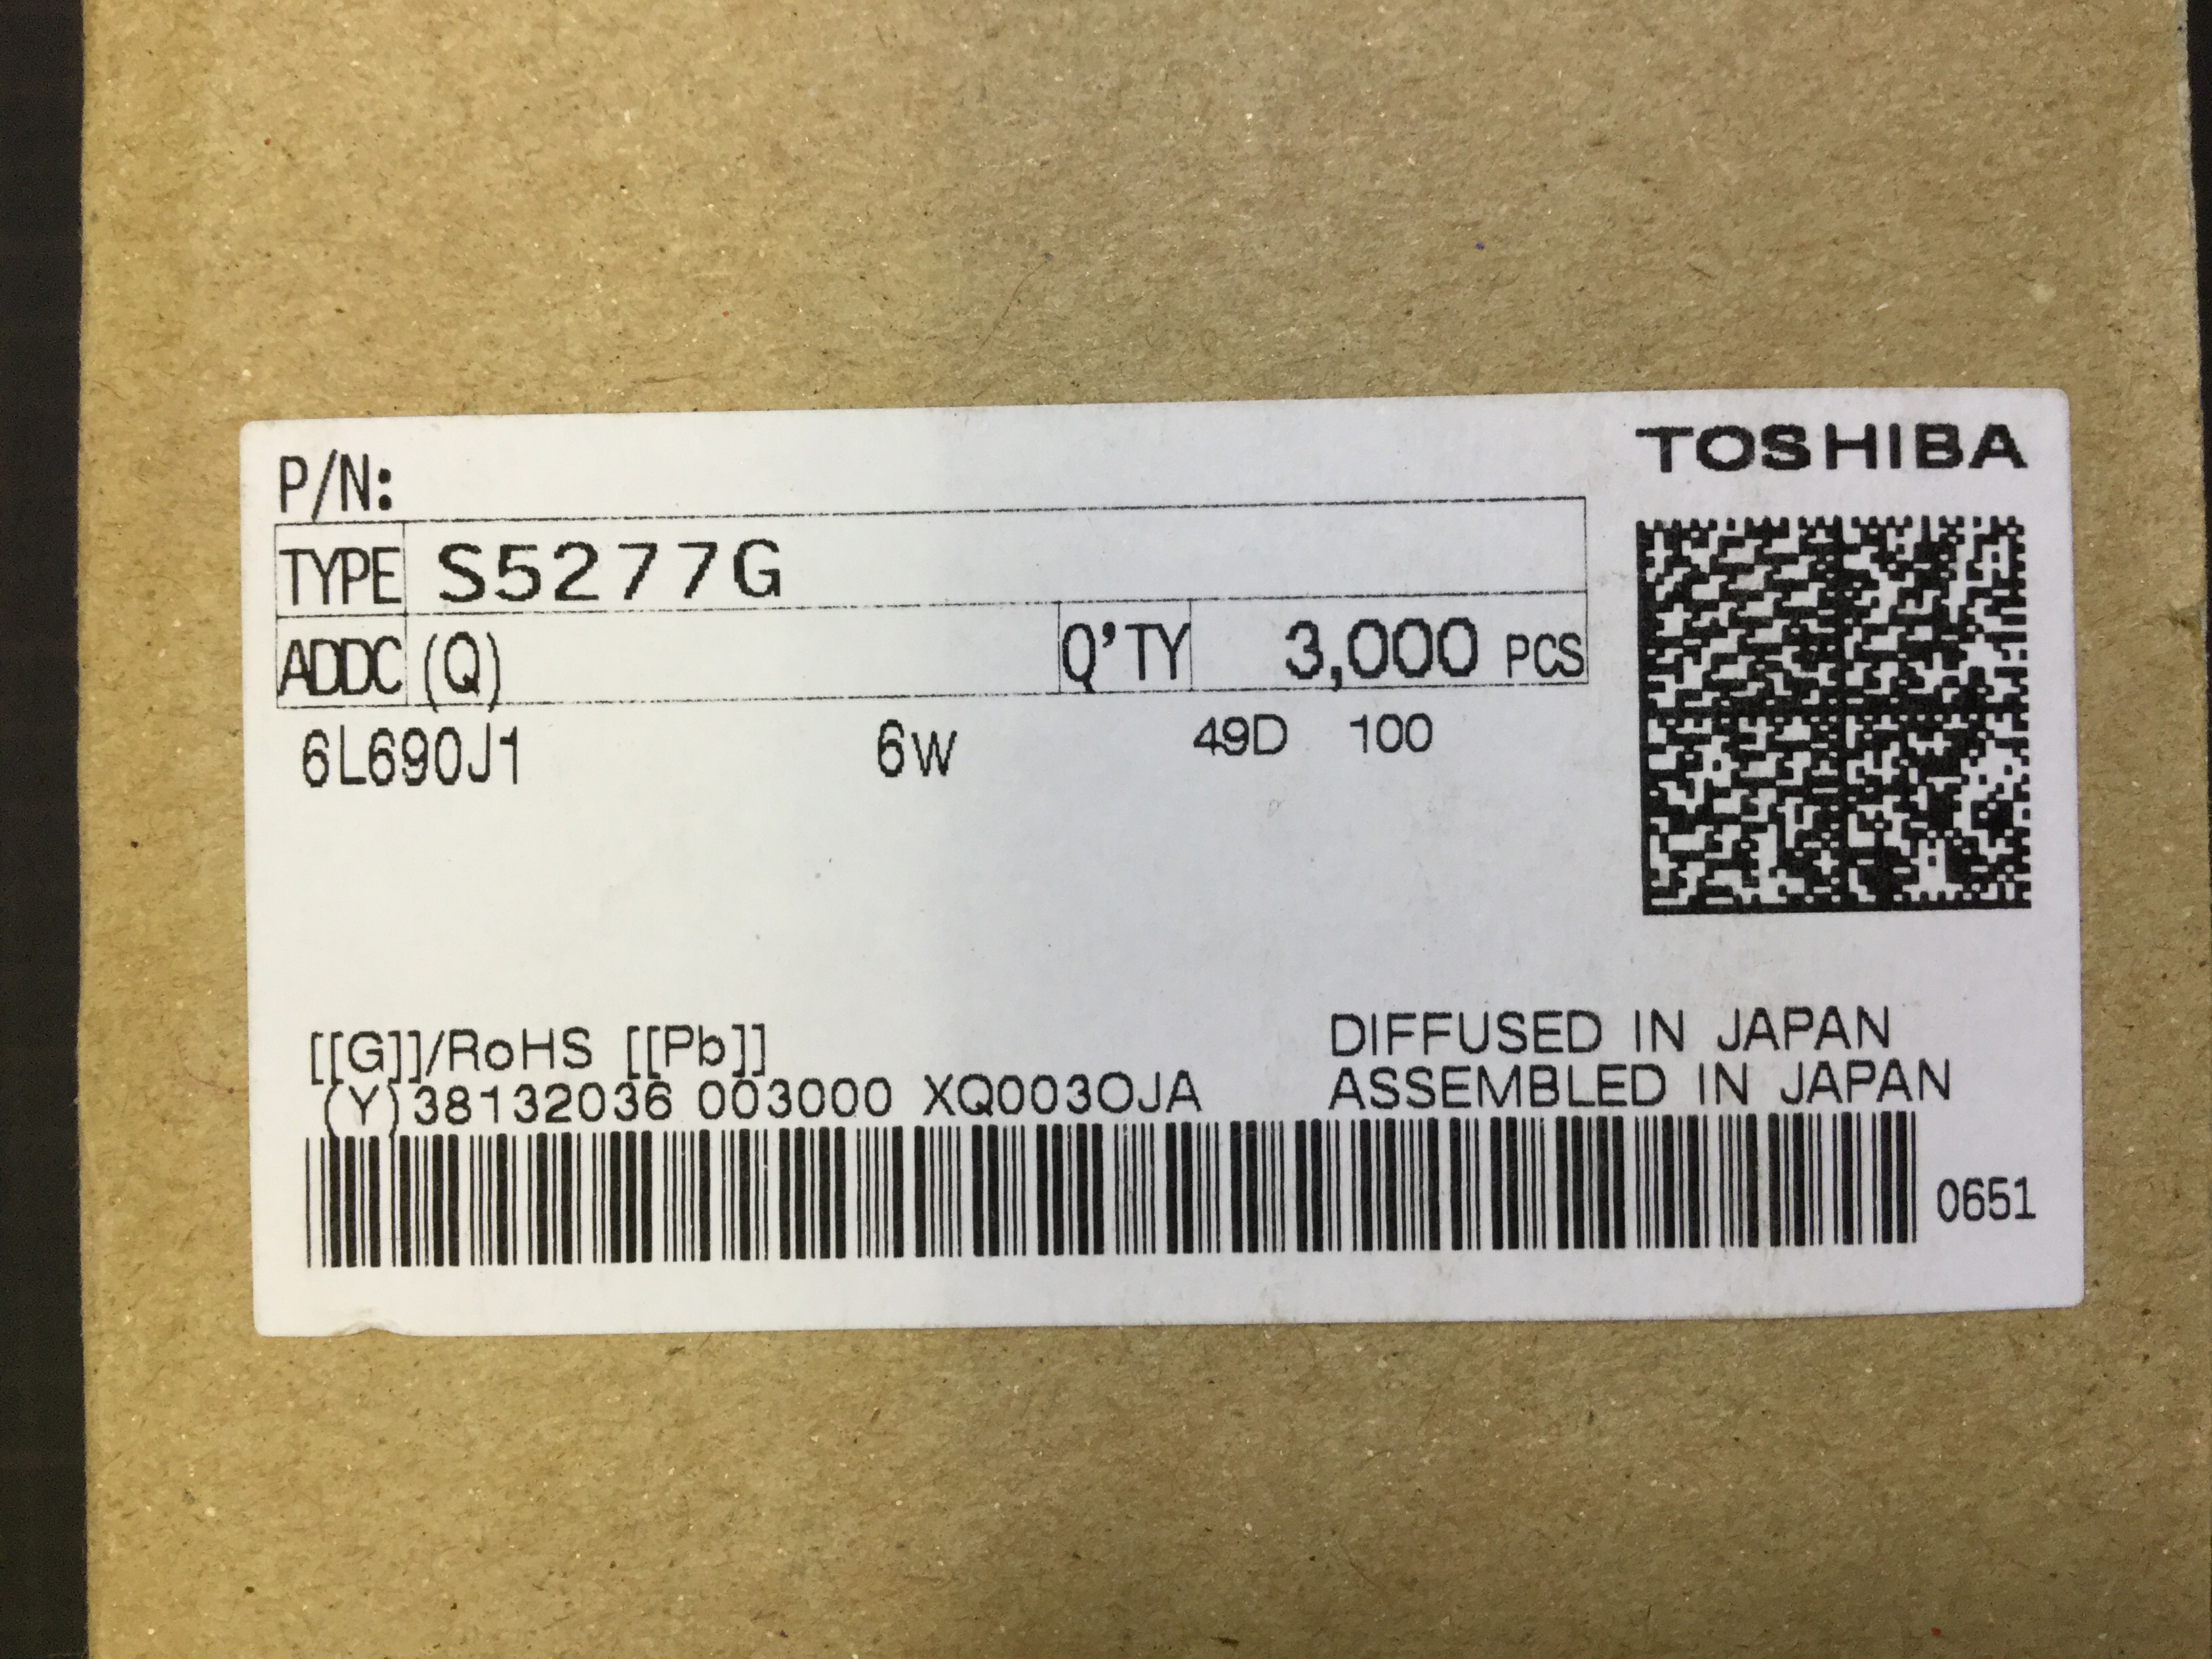 TOSHIBA
P/N:
TYPE S5277G
ADDC (Q) Q'TY 3,000 PCS
6L690J1 6W 49D 100
[[G]]/RoHS [[Pb]] DIFFUSED IN JAPAN
(Y)38132036 003000 XQ003OJA ASSEMBLED IN JAPAN
0651